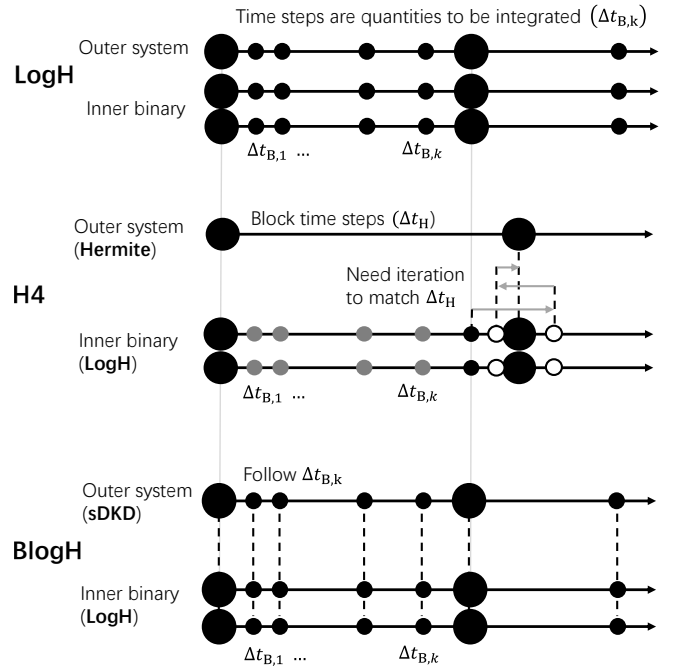 Time steps are quantities to be integrated (Δt_B,k)
Outer system
LogH
Inner binary
Δt_B,1 ...
Δt_B,k
Outer system
(Hermite)
Block time steps (Δt_H)
Need iteration
to match Δt_H
H4
Inner binary
(LogH)
Δt_B,1 ...
Δt_B,k
Follow Δt_B,k
Outer system
(sDKD)
BlogH
Inner binary
(LogH)
Δt_B,1 ...
Δt_B,k